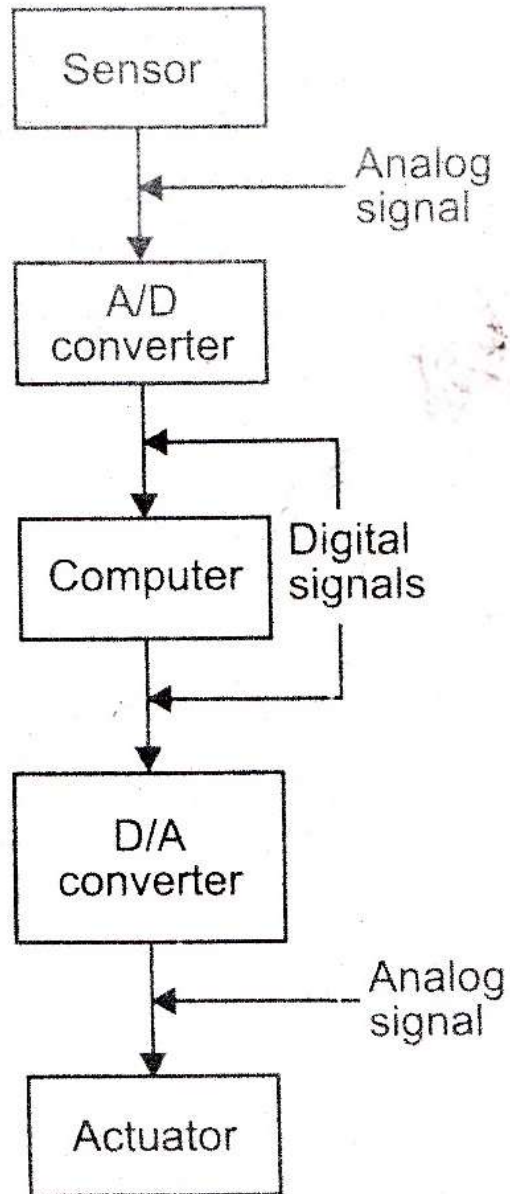 Sensor
Analog
signal
A/D
converter
Digital
signals
Computer
D/A
converter
Analog
signal
Actuator